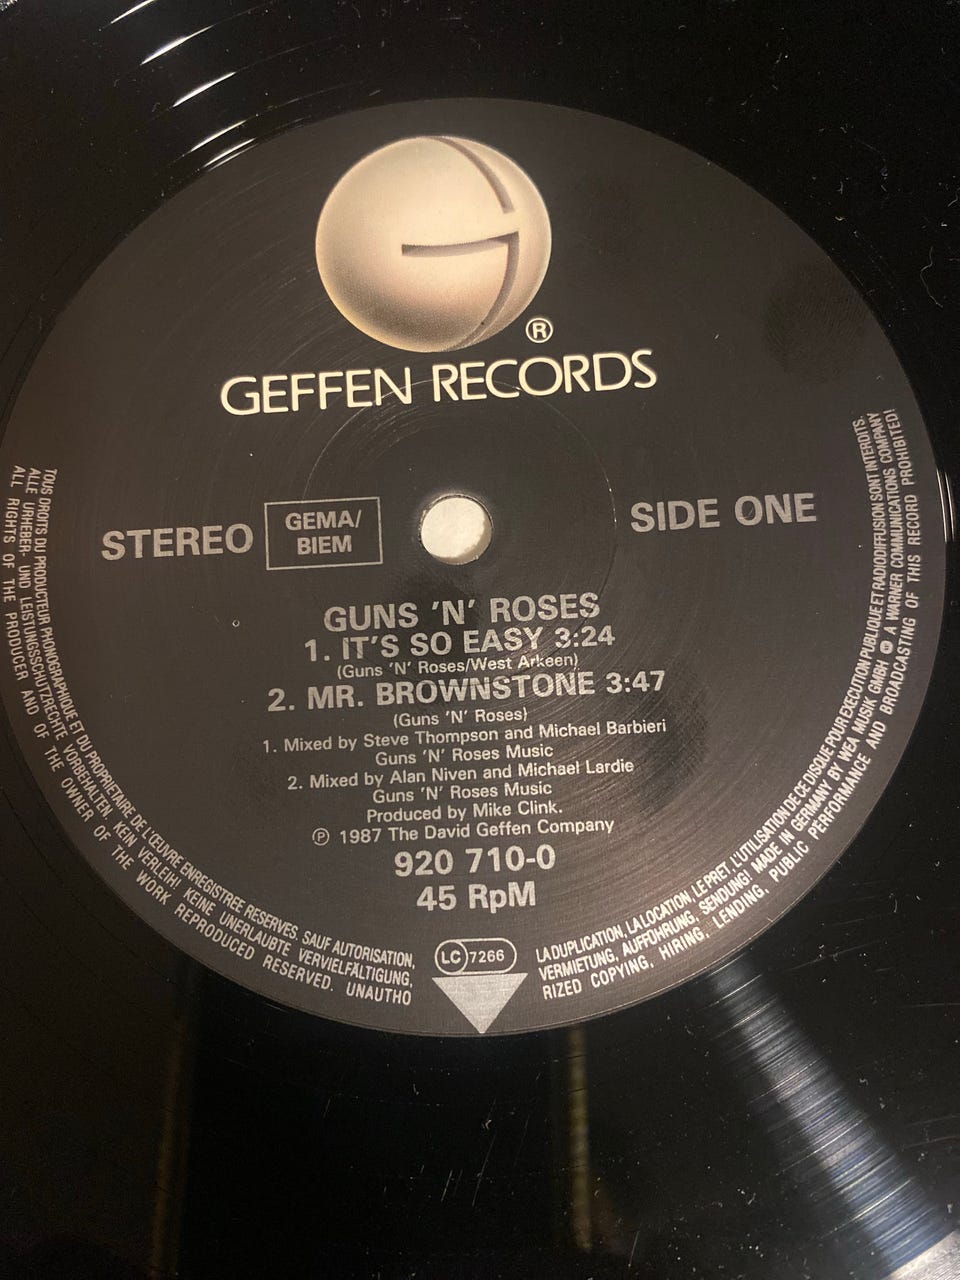 ®
GEFFEN RECORDS
STEREO
GEMA/
BIEM
SIDE ONE
GUNS 'N' ROSES
1. IT'S SO EASY 3:24
(Guns 'N' Roses/West Arkeen)
2. MR. BROWNSTONE 3:47
(Guns 'N' Roses)
1. Mixed by Steve Thompson and Michael Barbieri
Guns 'N' Roses Music
2. Mixed by Alan Niven and Michael Lardie
Guns 'N' Roses Music
Produced by Mike Clink.
℗ 1987 The David Geffen Company
920 710-0
45 RpM
LC 7266
TOUS DROITS DU PRODUCTEUR PHONOGRAPHIQUE ET DU PROPRIETAIRE DE L'ŒUVRE ENREGISTREE RESERVES. SAUF AUTORISATION,
LA DUPLICATION, LA LOCATION, LE PRET, L'UTILISATION DE CE DISQUE POUR EXECUTION PUBLIQUE ET RADIODIFFUSION SONT INTERDITS.
ALLE URHEBER- UND LEISTUNGSSCHUTZRECHTE VORBEHALTEN. KEIN VERLEIH! KEINE UNERLAUBTE VERVIELFÄLTIGUNG,
VERMIETUNG, AUFFÜHRUNG, SENDUNG! MADE IN GERMANY BY WEA MUSIK GMBH A WARNER COMMUNICATIONS COMPANY
ALL RIGHTS OF THE PRODUCER AND OF THE OWNER OF THE WORK REPRODUCED RESERVED. UNAUTHO
RIZED COPYING, HIRING, LENDING, PUBLIC PERFORMANCE AND BROADCASTING OF THIS RECORD PROHIBITED!